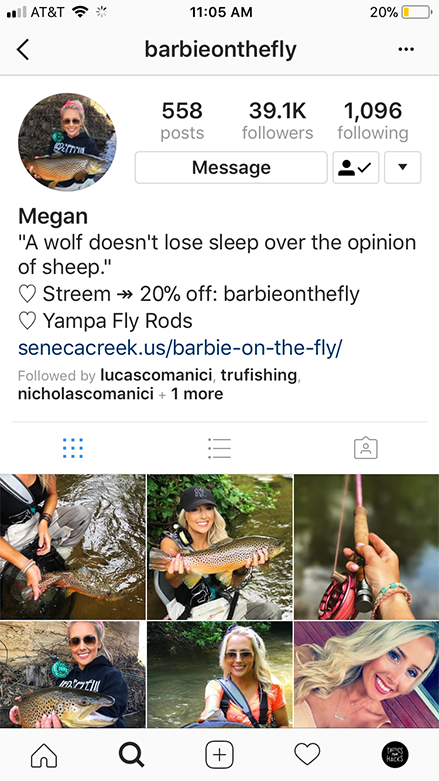 AT&T 11:05 AM 20%
barbieonthefly
558 39.1K 1,096
posts followers following
Message
Megan
"A wolf doesn't lose sleep over the opinion
of sheep."
♡ Streem ↠ 20% off: barbieonthefly
♡ Yampa Fly Rods
senecacreek.us/barbie-on-the-fly/
Followed by lucascomanici, trufishing,
nicholascomanici + 1 more
TACTICS
HACKS